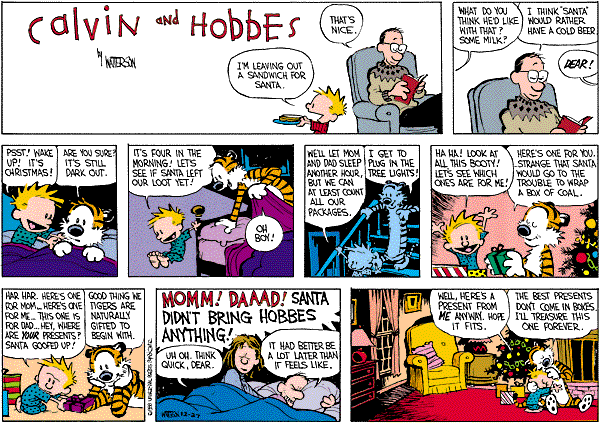 CALVIN and HOBBES
by WATTERSON
I'M LEAVING OUT
A SANDWICH FOR
SANTA.
THAT'S
NICE.
WHAT DO YOU
THINK HE'D LIKE
WITH THAT?
SOME MILK?
I THINK "SANTA"
WOULD RATHER
HAVE A COLD BEER.
DEAR!
PSST! WAKE
UP! IT'S
CHRISTMAS!
ARE YOU SURE?
IT'S STILL
DARK OUT.
IT'S FOUR IN THE
MORNING! LET'S
SEE IF SANTA LEFT
OUR LOOT YET!
OH
BOY!
WE'LL LET MOM
AND DAD SLEEP
ANOTHER HOUR,
BUT WE CAN
AT LEAST COUNT
ALL OUR
PACKAGES.
I GET TO
PLUG IN THE
TREE LIGHTS!
HA HA! LOOK AT
ALL THIS BOOTY!
LET'S SEE WHICH
ONES ARE FOR ME!
HERE'S ONE FOR YOU.
STRANGE THAT SANTA
WOULD GO TO THE
TROUBLE TO WRAP
A BOX OF COAL.
HAR HAR. HERE'S ONE
FOR MOM... HERE'S ONE
FOR ME... THIS ONE IS
FOR DAD... HEY, WHERE
ARE YOUR PRESENTS?
SANTA GOOFED UP!
GOOD THING WE
TIGERS ARE
NATURALLY
GIFTED TO
BEGIN WITH.
MOMM! DAAAD! SANTA
DIDN'T BRING HOBBES
ANYTHING!
UH OH. THINK
QUICK, DEAR.
IT HAD BETTER BE
A LOT LATER THAN
IT FEELS LIKE.
WELL, HERE'S A
PRESENT FROM
ME ANYWAY. HOPE
IT FITS.
THE BEST PRESENTS
DON'T COME IN BOXES.
I'LL TREASURE THIS
ONE FOREVER.